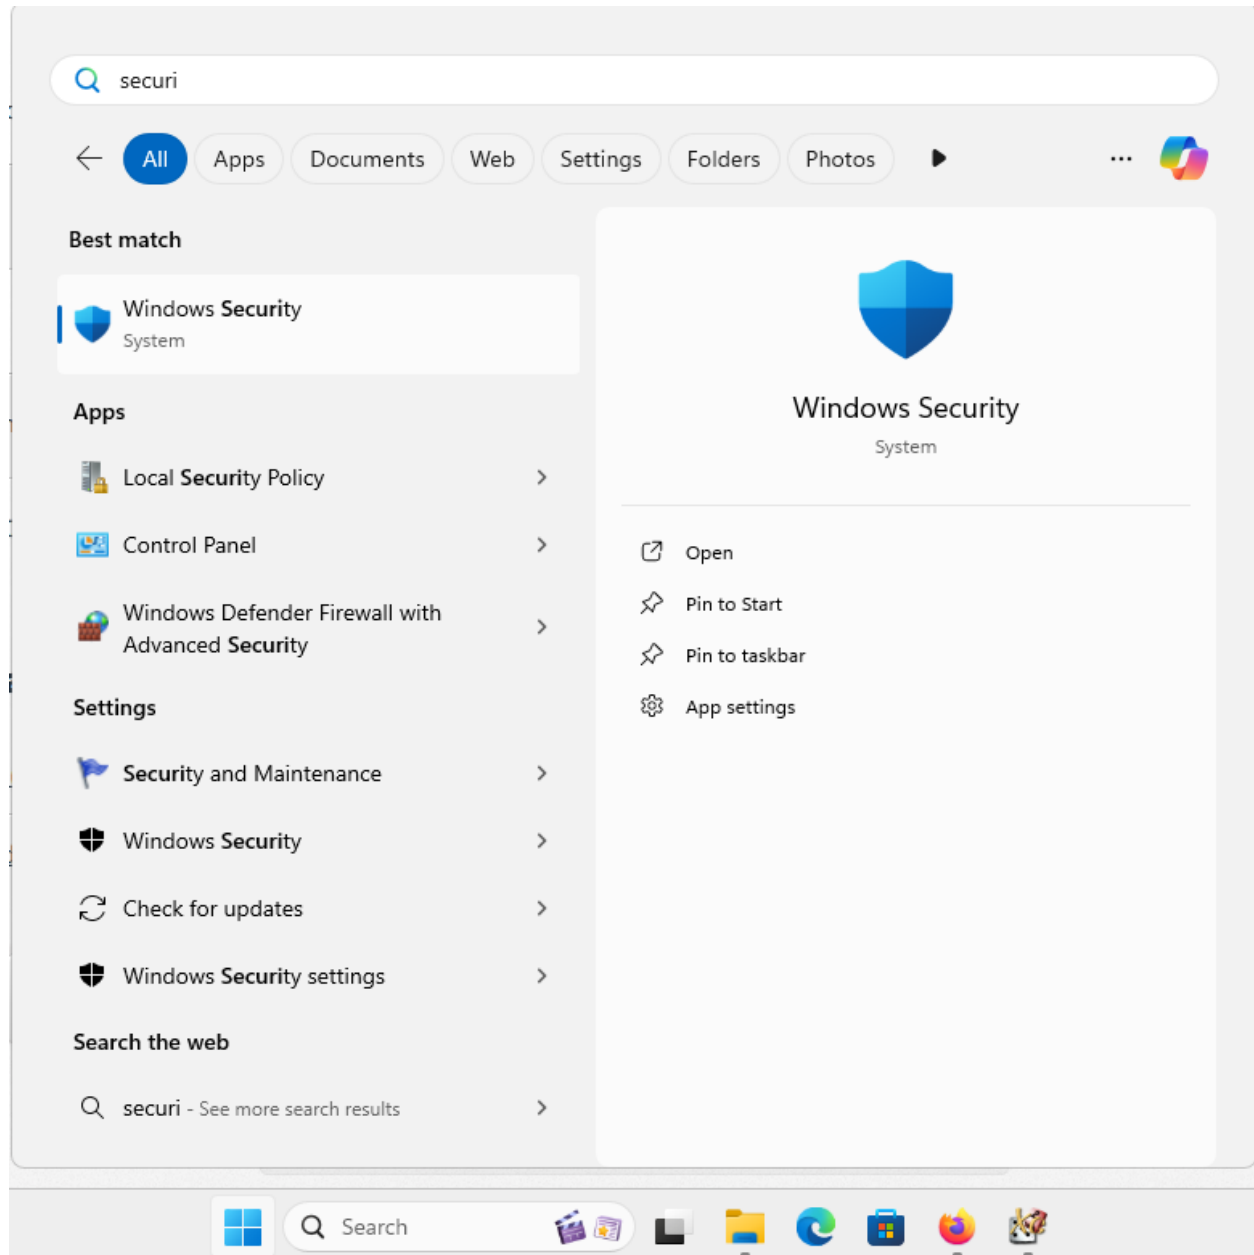 securi
All
Apps
Documents
Web
Settings
Folders
Photos
Best match
Windows Security
System
Apps
Local Security Policy
Control Panel
Windows Defender Firewall with
Advanced Security
Settings
Security and Maintenance
Windows Security
Check for updates
Windows Security settings
Search the web
securi - See more search results
Windows Security
System
Open
Pin to Start
Pin to taskbar
App settings
Search